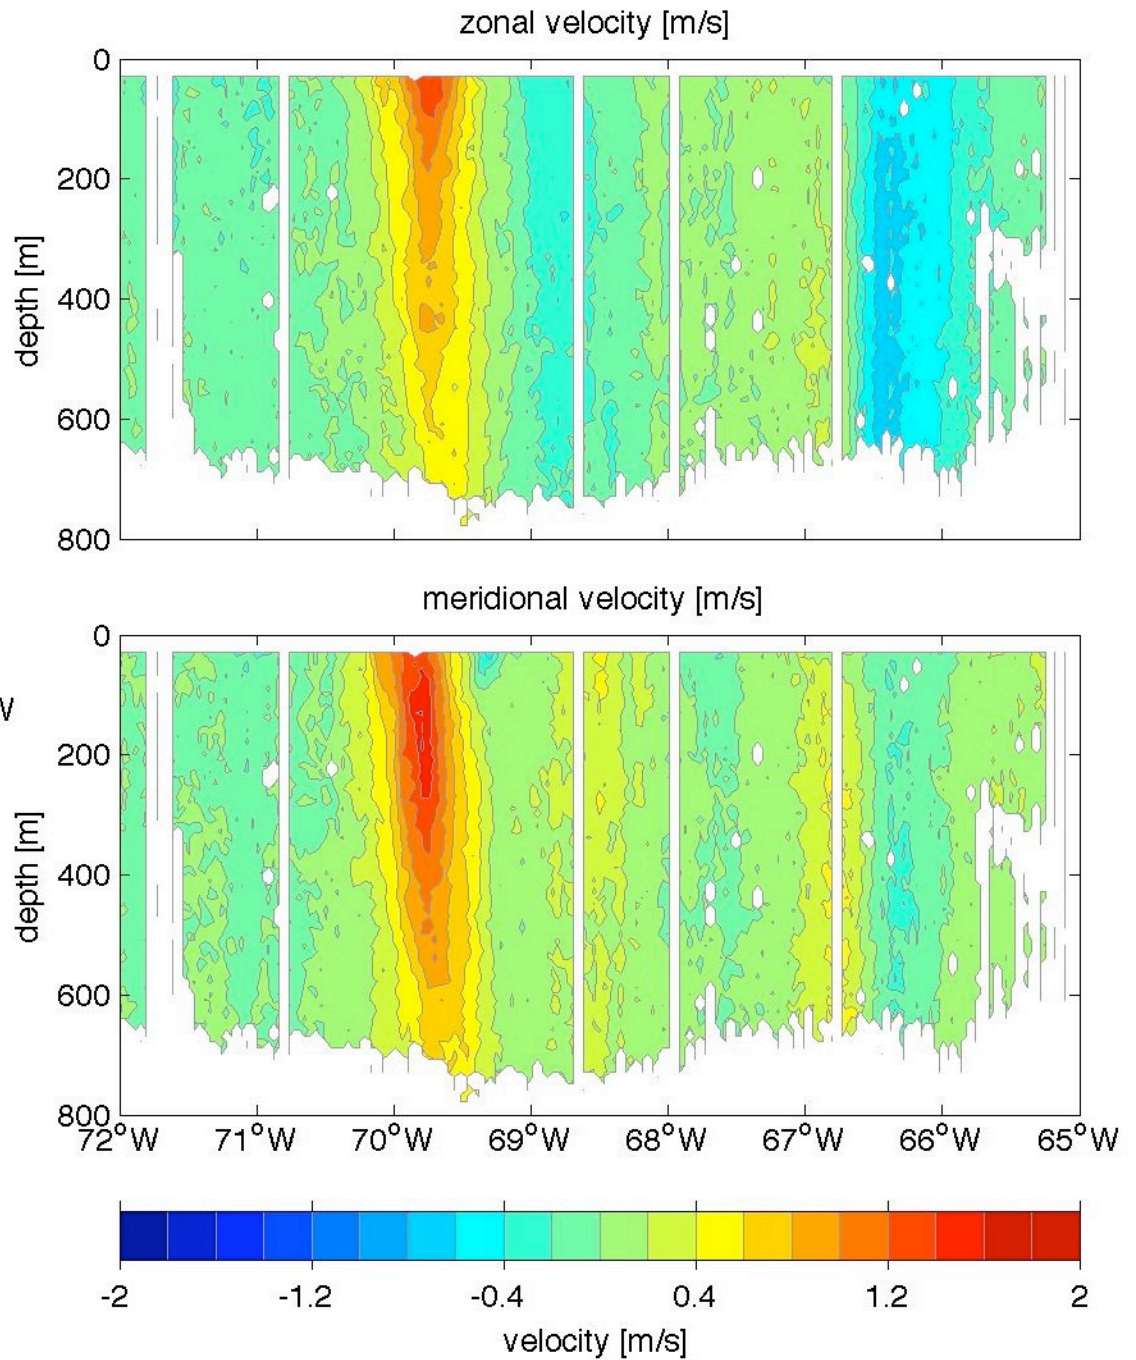 zonal velocity [m/s]
0
200
400
600
800
depth [m]
meridional velocity [m/s]
W
0
200
400
600
800
depth [m]
72°W 71°W 70°W 69°W 68°W 67°W 66°W 65°W
-2 -1.2 -0.4 0.4 1.2 2
velocity [m/s]